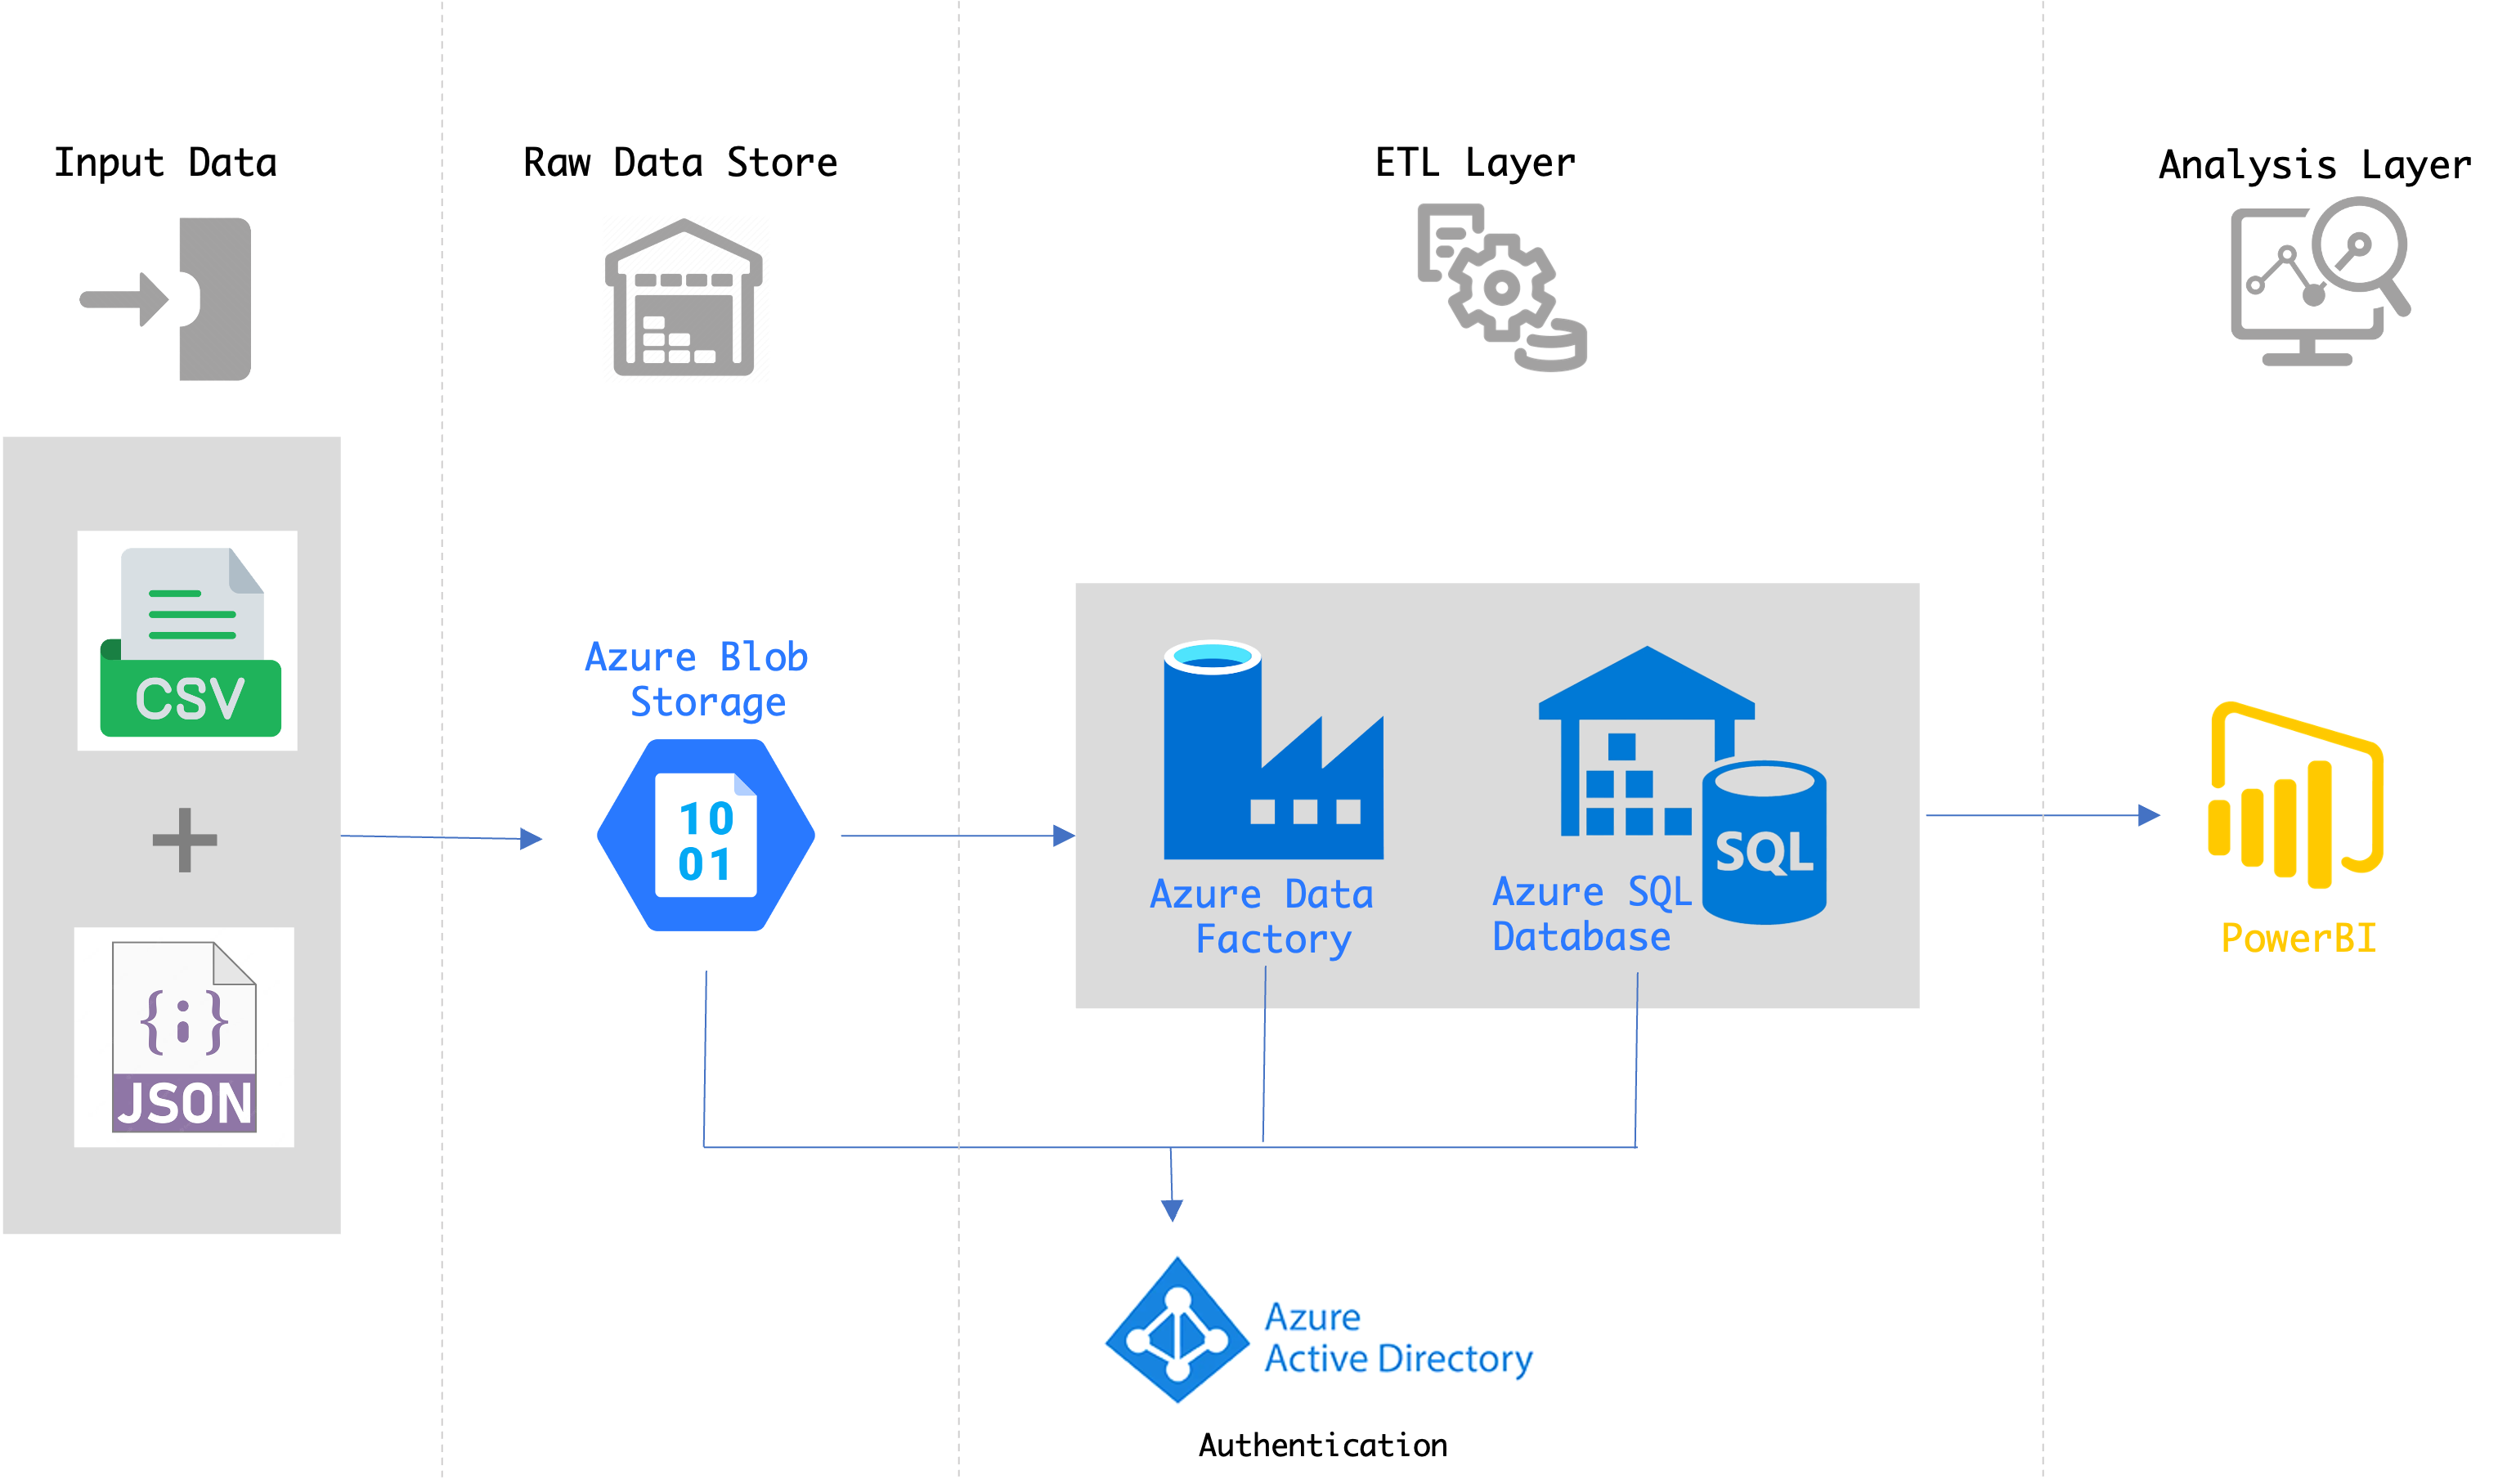 Input Data
Raw Data Store
ETL Layer
Analysis Layer
CSV
JSON
Azure Blob
Storage
10
01
Azure Data
Factory
Azure SQL
Database
SQL
PowerBI
Azure
Active Directory
Authentication